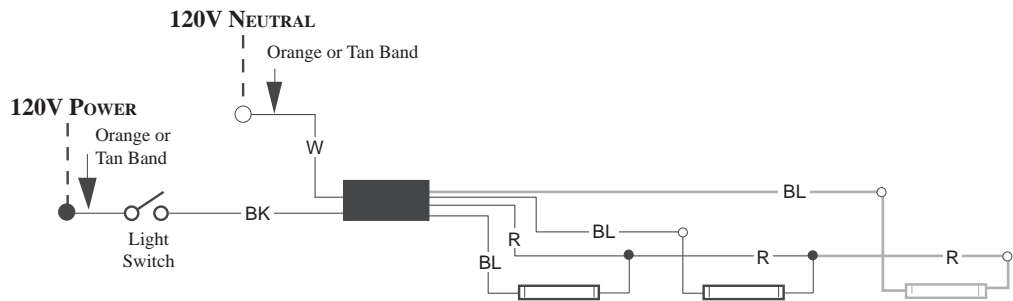 120V NEUTRAL
Orange or Tan Band
120V POWER
Orange or
Tan Band
W
BL
BK
R
BL
R
R
BL
Light
Switch